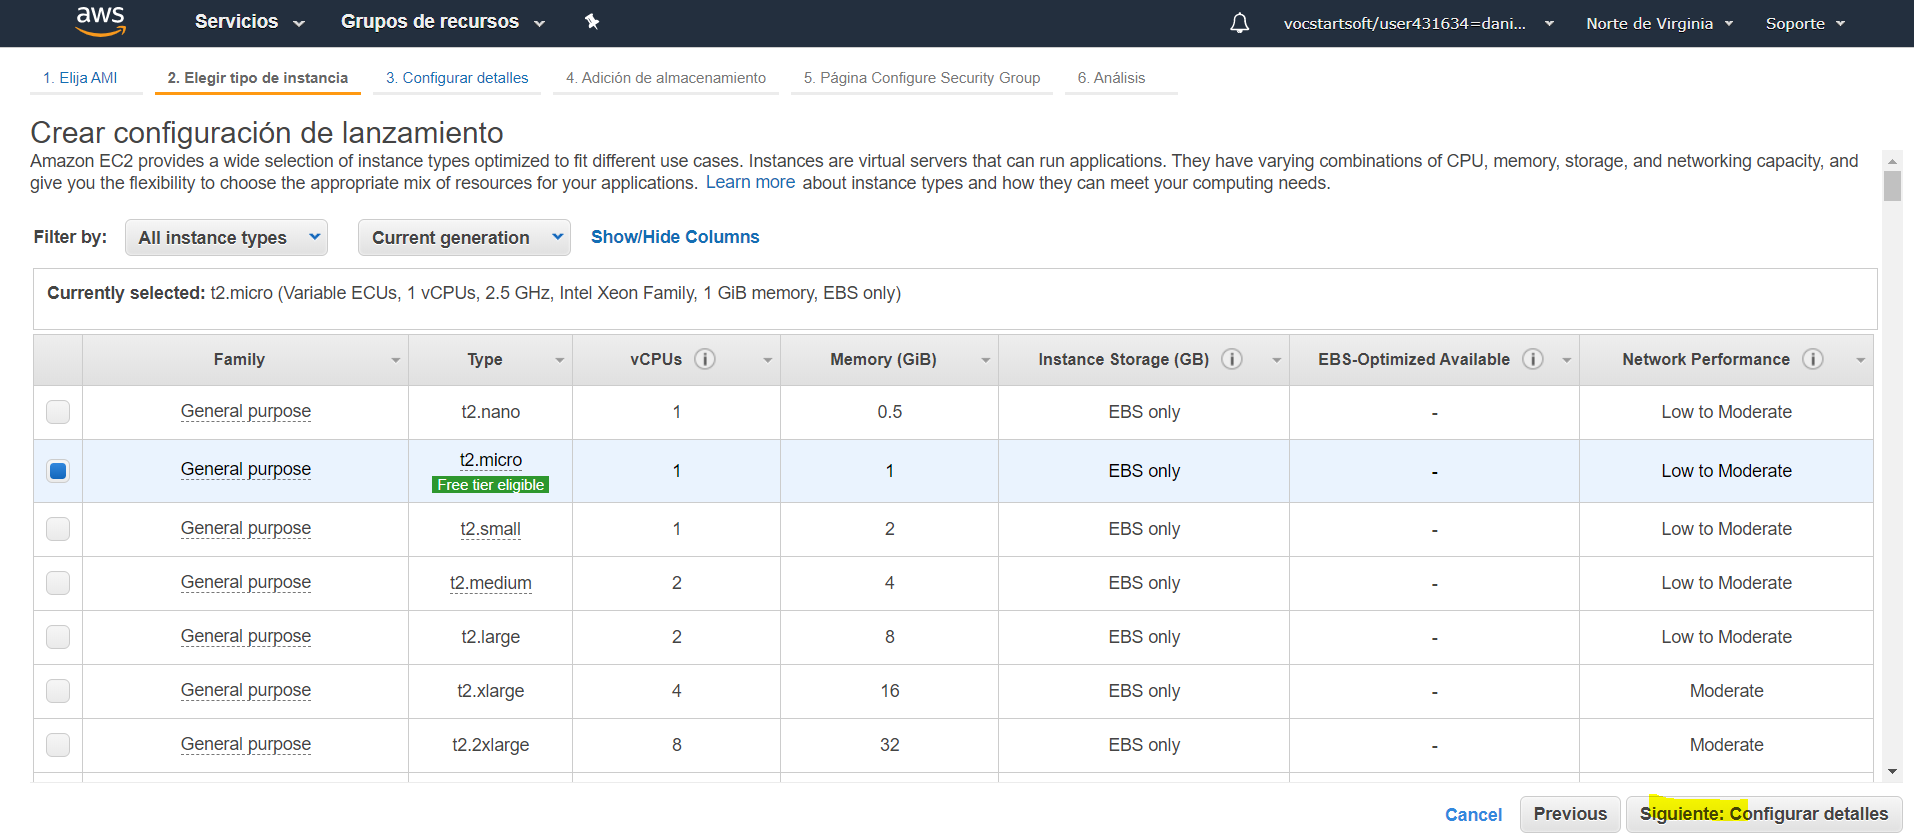 aws Servicios Grupos de recursos vocstartsoft/user431634=dani... Norte de Virginia Soporte
1. Elija AMI 2. Elegir tipo de instancia 3. Configurar detalles 4. Adición de almacenamiento 5. Página Configure Security Group 6. Análisis
Crear configuración de lanzamiento
Amazon EC2 provides a wide selection of instance types optimized to fit different use cases. Instances are virtual servers that can run applications. They have varying combinations of CPU, memory, storage, and networking capacity, and
give you the flexibility to choose the appropriate mix of resources for your applications. Learn more about instance types and how they can meet your computing needs.
Filter by: All instance types Current generation Show/Hide Columns
Currently selected: t2.micro (Variable ECUs, 1 vCPUs, 2.5 GHz, Intel Xeon Family, 1 GiB memory, EBS only)
Family Type vCPUs i Memory (GiB) Instance Storage (GB) i EBS-Optimized Available i Network Performance i
General purpose t2.nano 1 0.5 EBS only - Low to Moderate
General purpose t2.micro 1 1 EBS only - Low to Moderate
Free tier eligible
General purpose t2.small 1 2 EBS only - Low to Moderate
General purpose t2.medium 2 4 EBS only - Low to Moderate
General purpose t2.large 2 8 EBS only - Low to Moderate
General purpose t2.xlarge 4 16 EBS only - Moderate
General purpose t2.2xlarge 8 32 EBS only - Moderate
Cancel Previous Siguiente: Configurar detalles